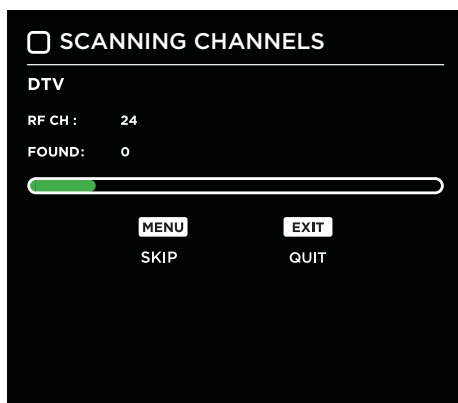 SCANNING CHANNELS
DTV
RF CH : 24
FOUND: 0
MENU EXIT
SKIP QUIT